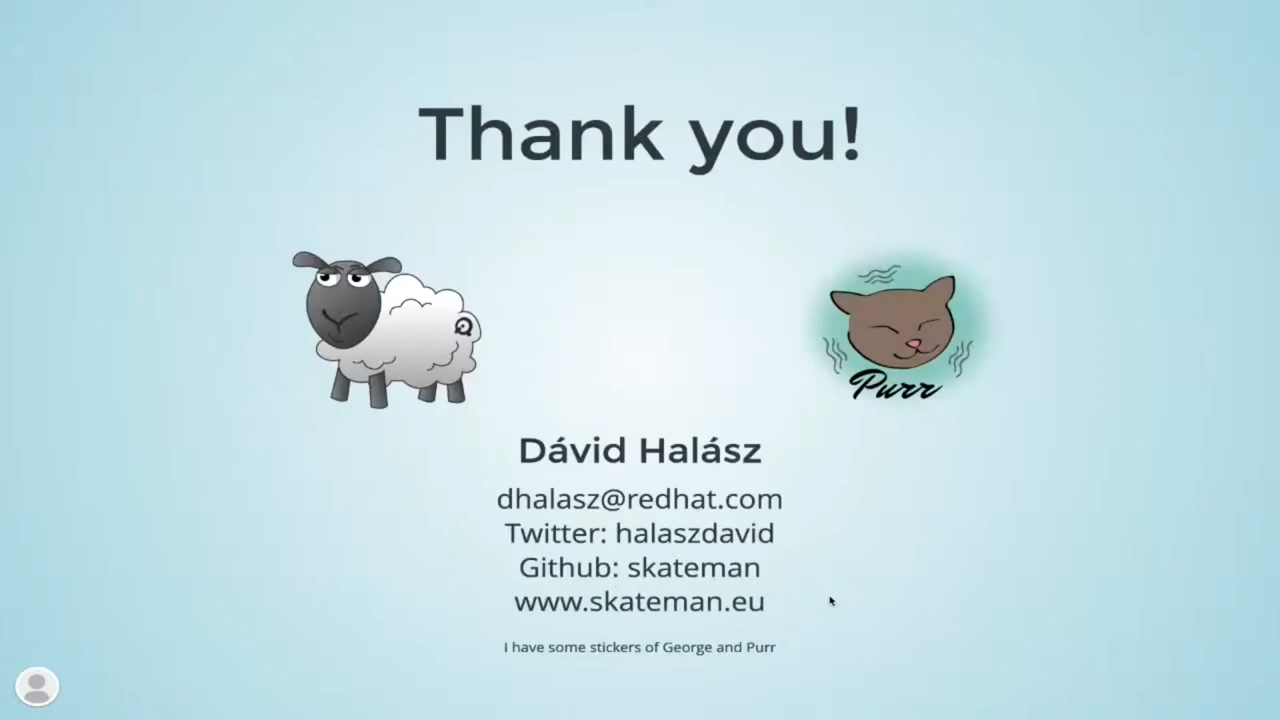 Thank you!
Purr
Dávid Halász
dhalasz@redhat.com
Twitter: halaszdavid
Github: skateman
www.skateman.eu
I have some stickers of George and Purr